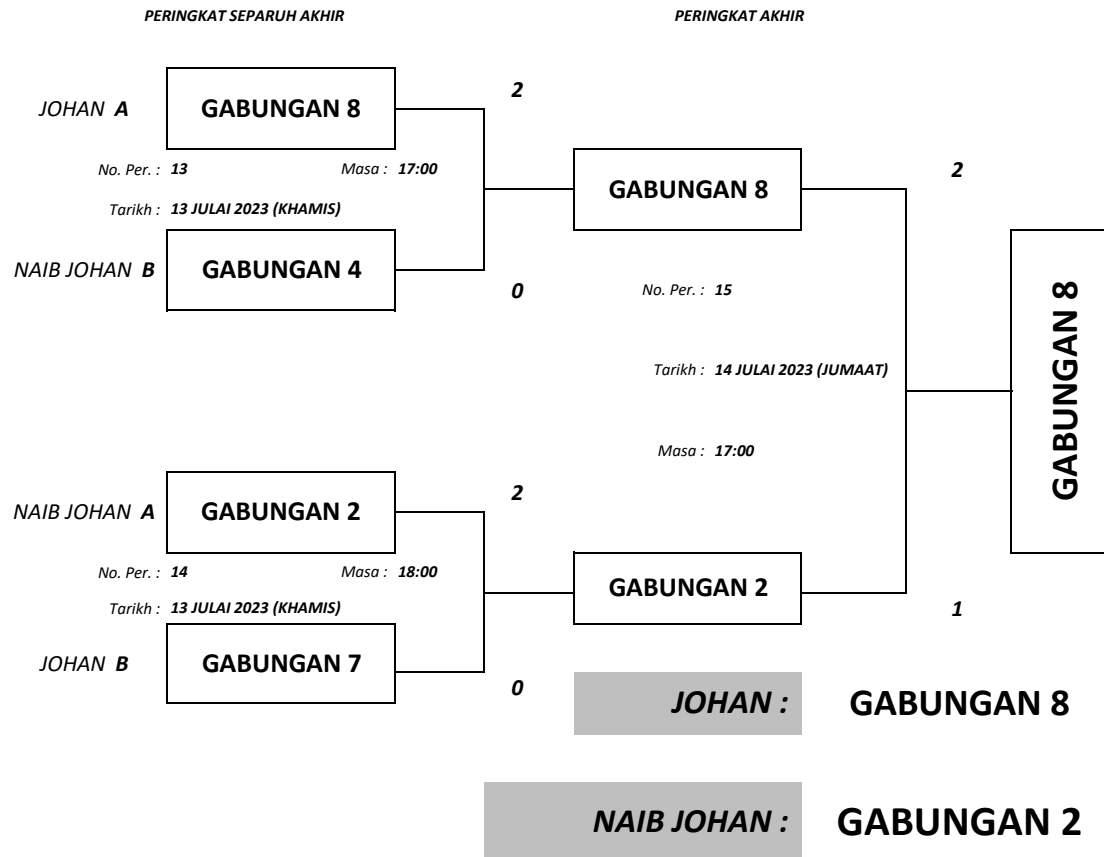 PERINGKAT SEPARUH AKHIR
PERINGKAT AKHIR
2
JOHAN A GABUNGAN 8
No. Per. : 13 Masa : 17:00
Tarikh : 13 JULAI 2023 (KHAMIS)
NAIB JOHAN B GABUNGAN 4
0
GABUNGAN 8
2
No. Per. : 15
Tarikh : 14 JULAI 2023 (JUMAAT)
Masa : 17:00
GABUNGAN 8
2
NAIB JOHAN A GABUNGAN 2
No. Per. : 14 Masa : 18:00
Tarikh : 13 JULAI 2023 (KHAMIS)
JOHAN B GABUNGAN 7
0
GABUNGAN 2
1
JOHAN : GABUNGAN 8
NAIB JOHAN : GABUNGAN 2